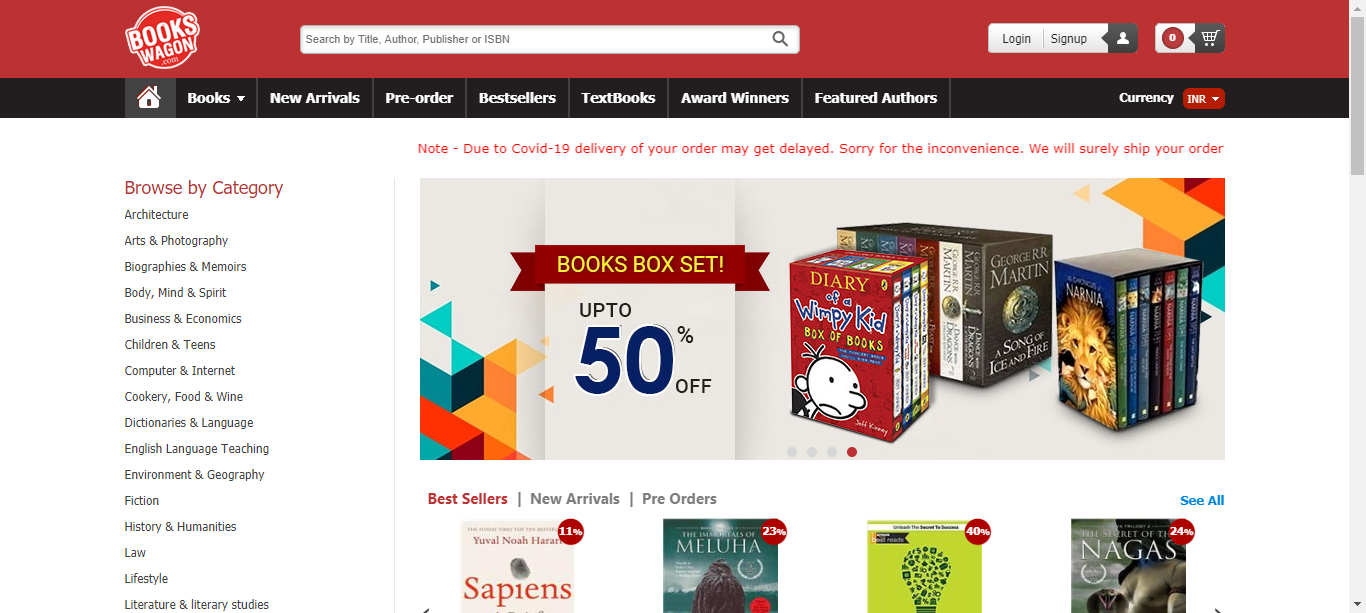 BOOKS
WAGON
.com
Search by Title, Author, Publisher or ISBN
Login
Signup
0
Books
New Arrivals
Pre-order
Bestsellers
TextBooks
Award Winners
Featured Authors
Currency
INR
Note - Due to Covid-19 delivery of your order may get delayed. Sorry for the inconvenience. We will surely ship your order
Browse by Category
Architecture
Arts & Photography
Biographies & Memoirs
Body, Mind & Spirit
Business & Economics
Children & Teens
Computer & Internet
Cookery, Food & Wine
Dictionaries & Language
English Language Teaching
Environment & Geography
Fiction
History & Humanities
Law
Lifestyle
Literature & literary studies
BOOKS BOX SET!
UPTO
50%
OFF
DIARY
of a
Wimpy Kid
BOX OF BOOKS
Jeff Kinney
GEORGE R.R.
MARTIN
A SONG OF
ICE AND FIRE
NARNIA
Best Sellers | New Arrivals | Pre Orders
See All
11%
Yuval Noah Harari
Sapiens
23%
THE IMMORTALS OF
MELUHA
40%
Unleash The Secret To Success
best reads
24%
THE SECRET OF THE
NAGAS